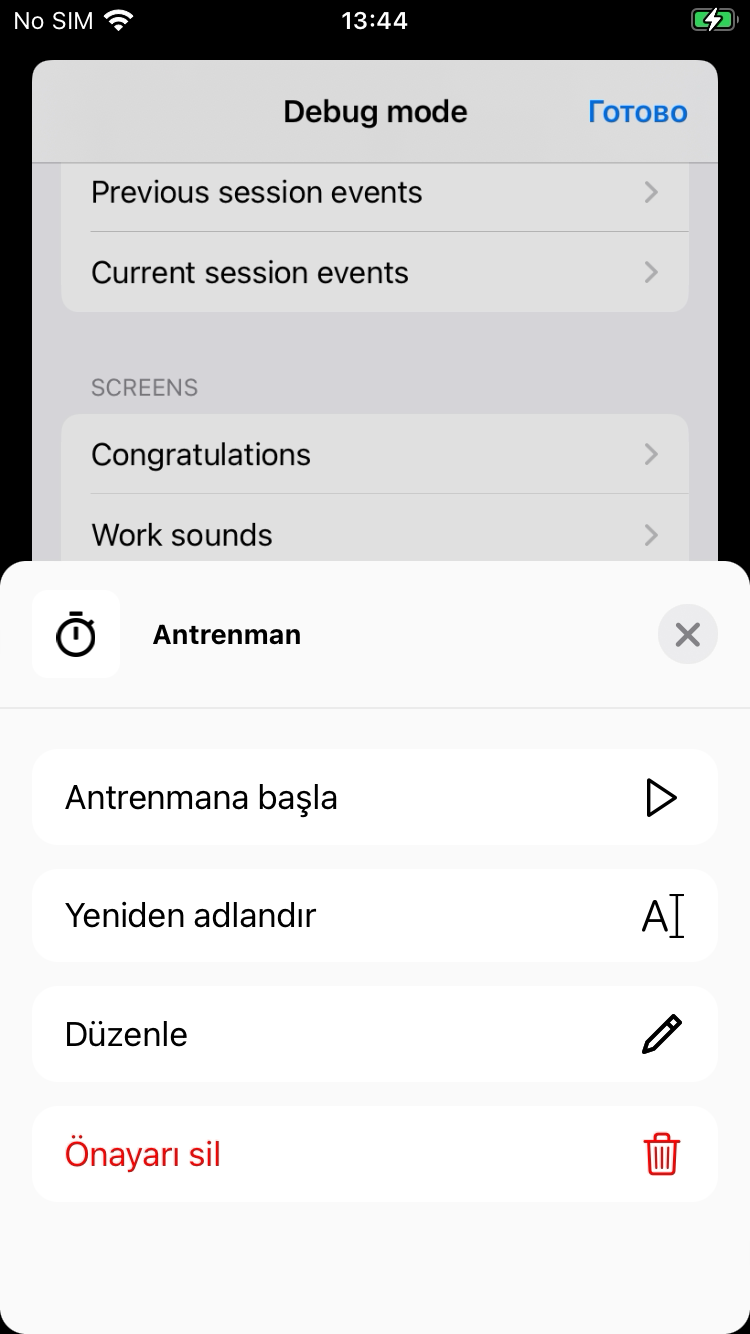 No SIM 13:44
Debug mode Готово
Previous session events
Current session events
SCREENS
Congratulations
Work sounds
Antrenman
Antrenmana başla
Yeniden adlandır
Düzenle
Önayarı sil